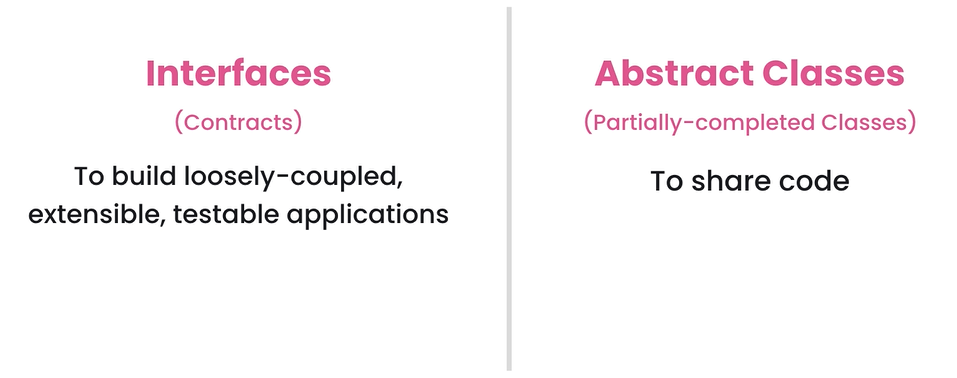 Interfaces
(Contracts)
To build loosely-coupled,
extensible, testable applications
Abstract Classes
(Partially-completed Classes)
To share code